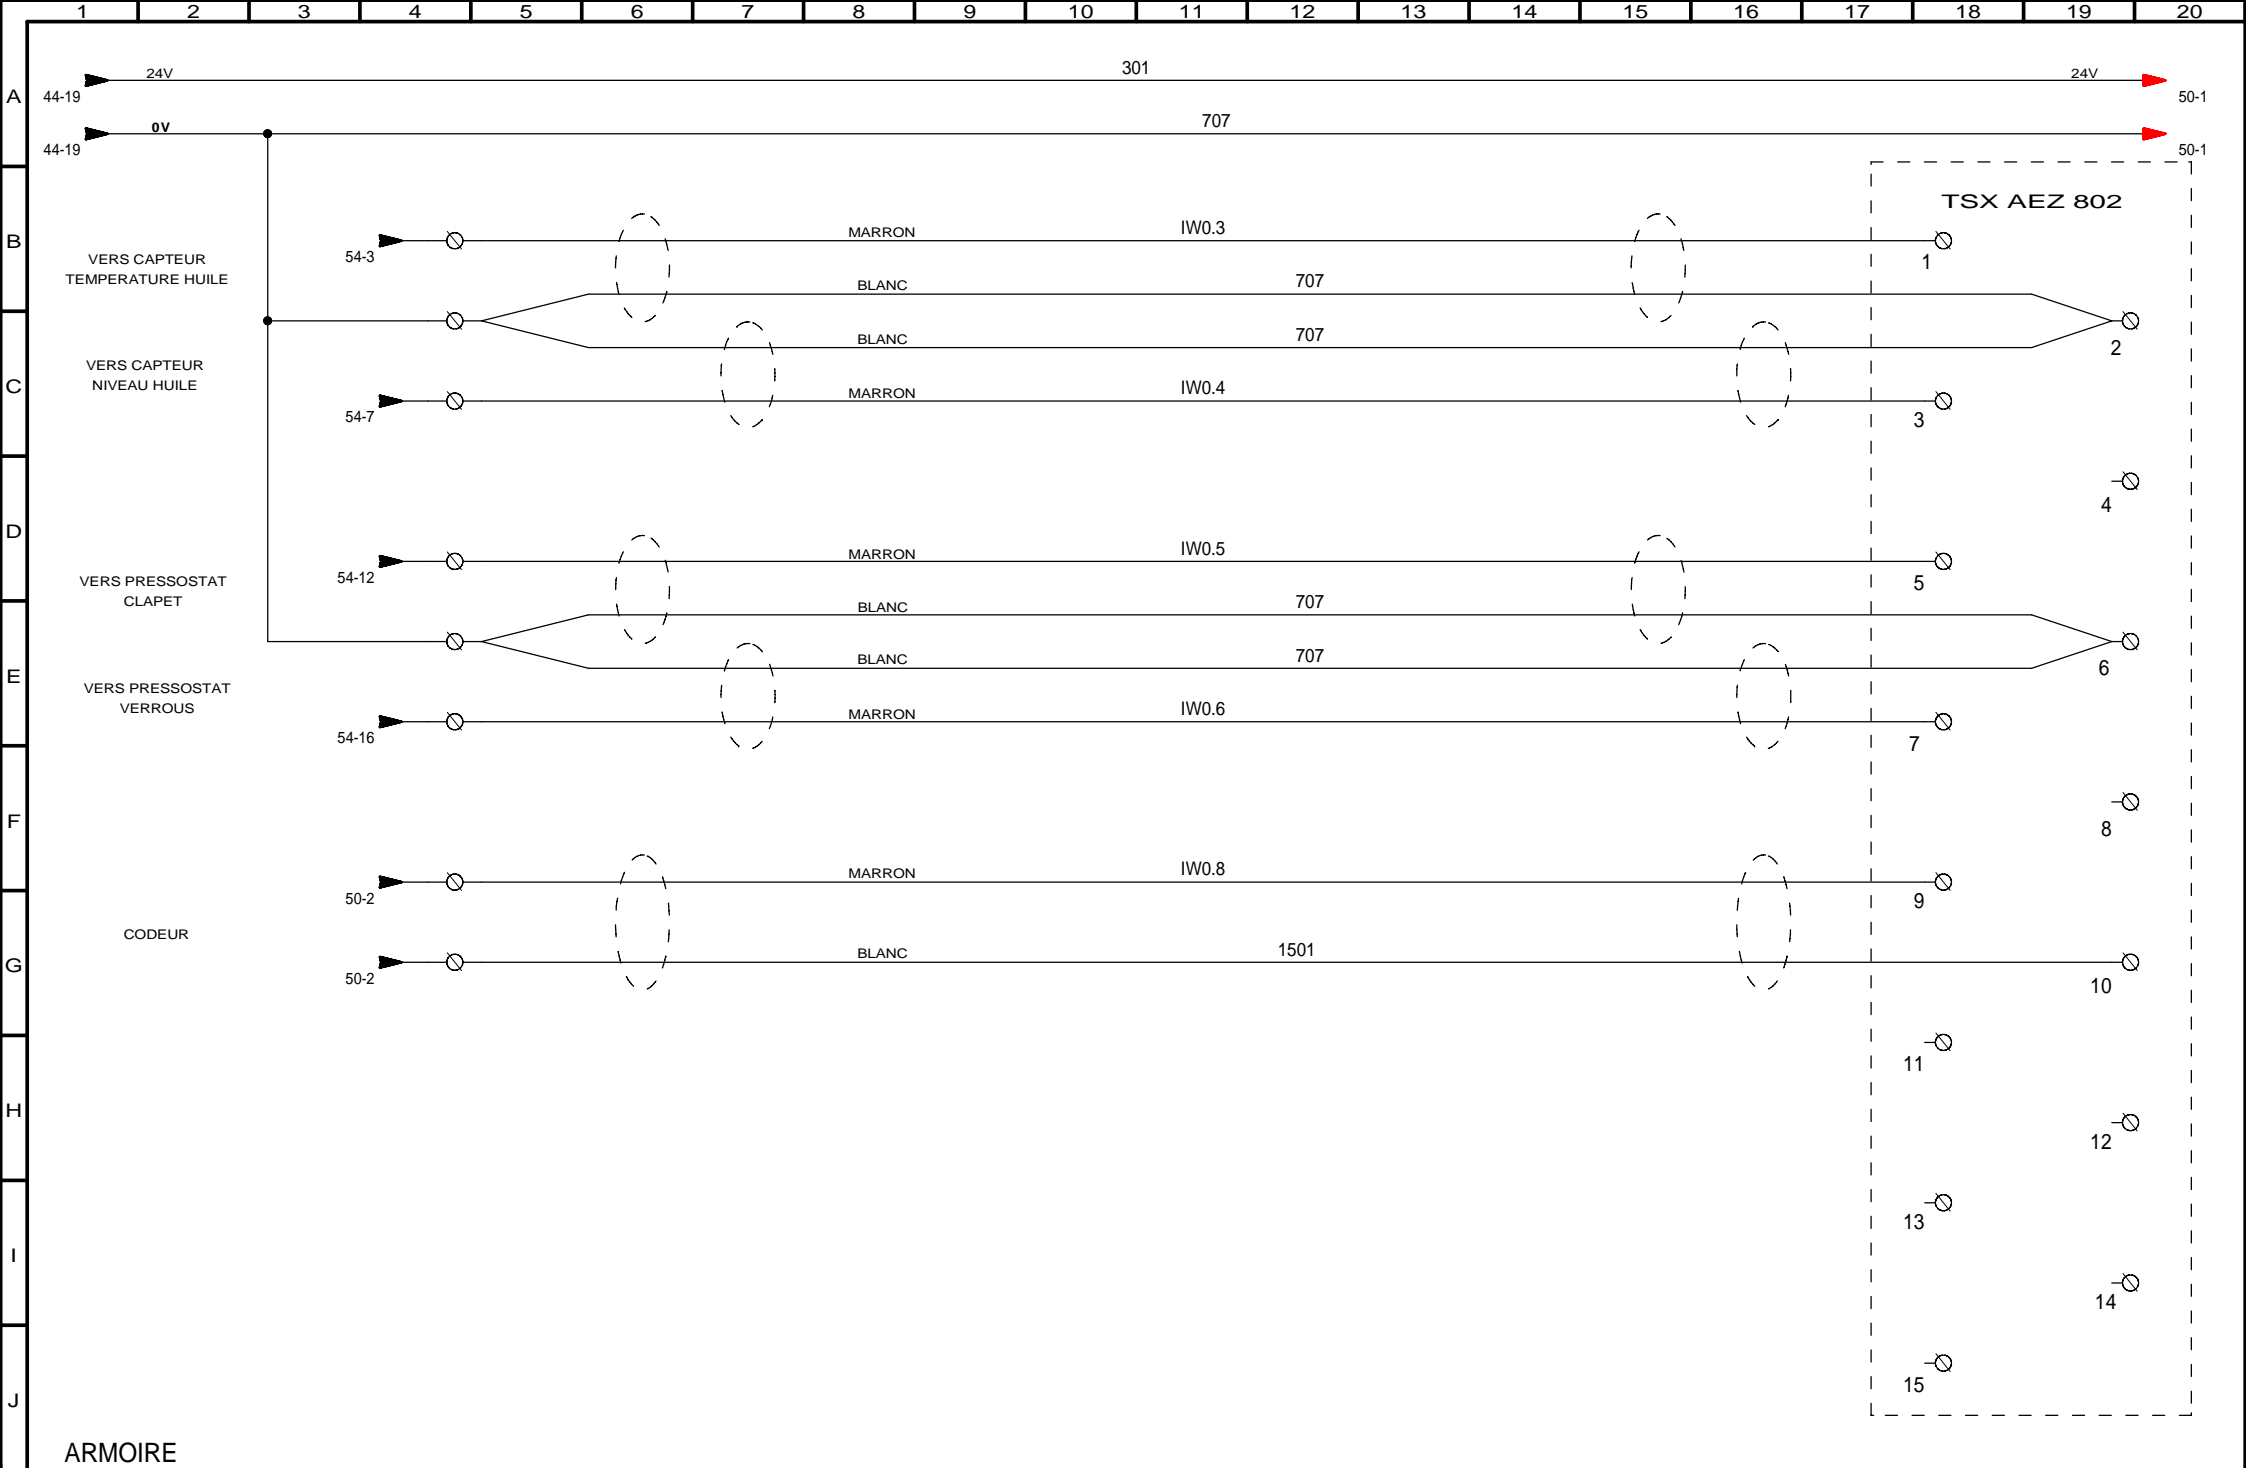 1 2 3 4 5 6 7 8 9 10 11 12 13 14 15 16 17 18 19 20
24V 301 24V
A 44-19 50-1
0V 707
44-19 50-1
TSX AEZ 802
B 54-3 MARRON IW0.3 1
VERS CAPTEUR
TEMPERATURE HUILE
BLANC 707
BLANC 707 2
VERS CAPTEUR
NIVEAU HUILE
C 54-7 MARRON IW0.4 3
4
D 54-12 MARRON IW0.5 5
VERS PRESSOSTAT
CLAPET
BLANC 707
E BLANC 707 6
VERS PRESSOSTAT
VERROUS
54-16 MARRON IW0.6 7
F 8
50-2 MARRON IW0.8 9
CODEUR
G 50-2 BLANC 1501 10
11
H 12
13
I 14
15
J
ARMOIRE